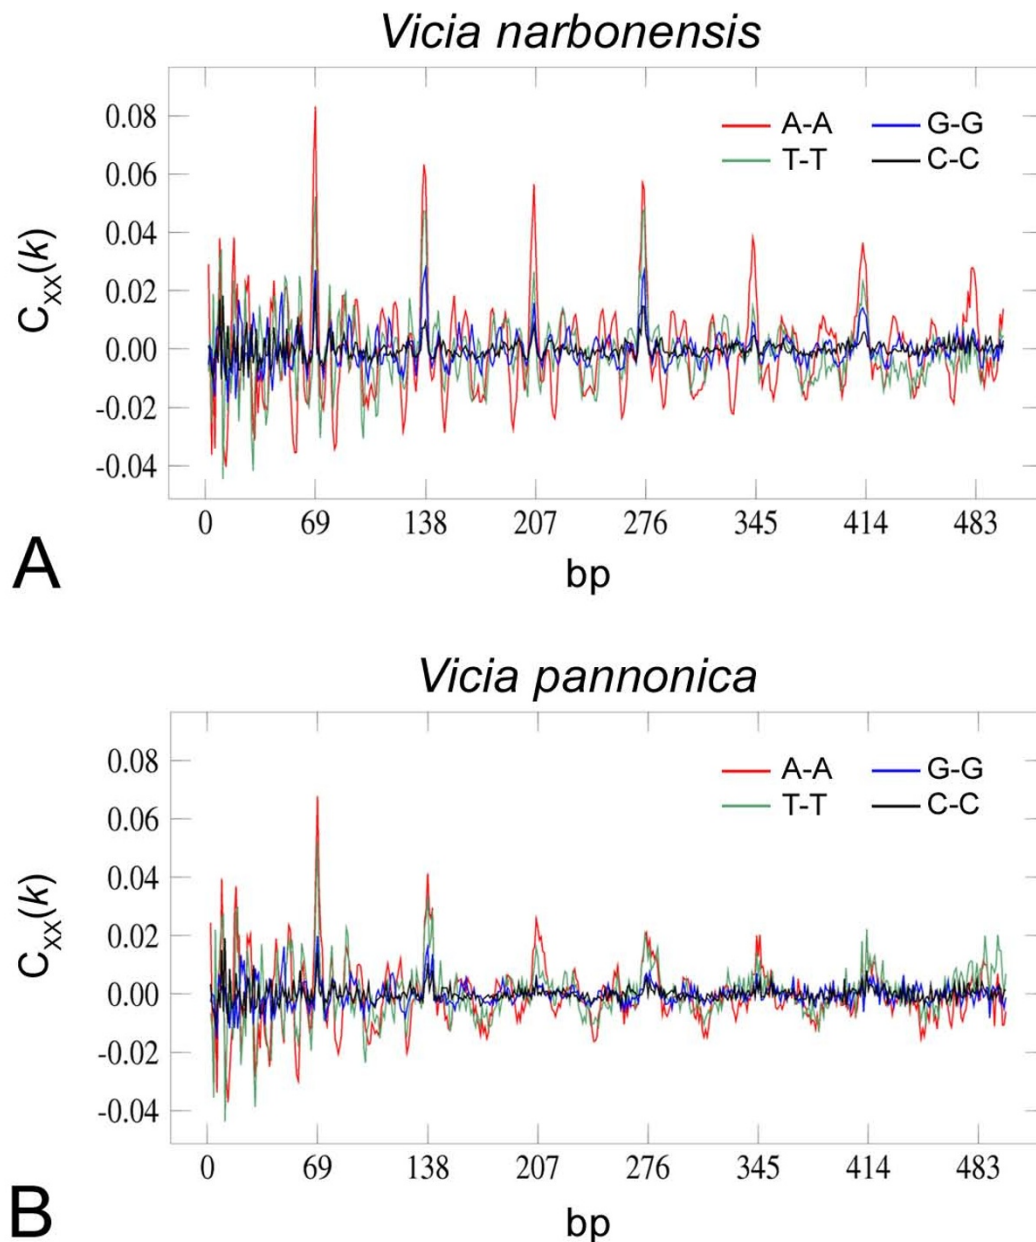 Vicia narbonensis
0.08
0.06
0.04
0.02
0.00
-0.02
-0.04
C_XX(k)
A-A G-G
T-T C-C
0 69 138 207 276 345 414 483
bp
A
Vicia pannonica
0.08
0.06
0.04
0.02
0.00
-0.02
-0.04
C_XX(k)
A-A G-G
T-T C-C
0 69 138 207 276 345 414 483
bp
B